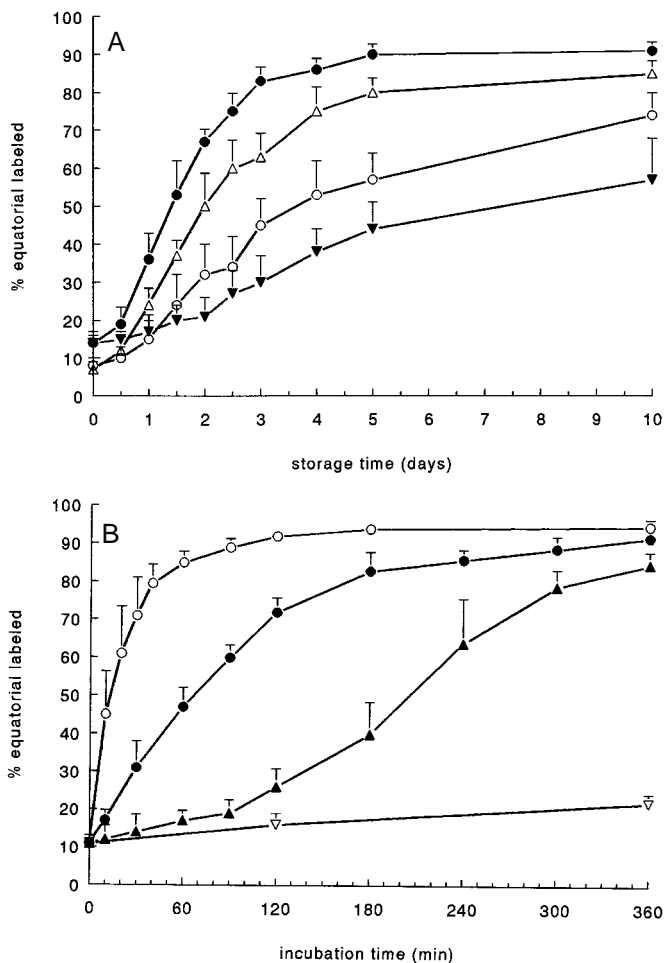 A
% equatorial labeled
100
90
80
70
60
50
40
30
20
10
0
0 1 2 3 4 5 6 7 8 9 10
storage time (days)
B
% equatorial labeled
100
90
80
70
60
50
40
30
20
10
0
0 60 120 180 240 300 360
incubation time (min)